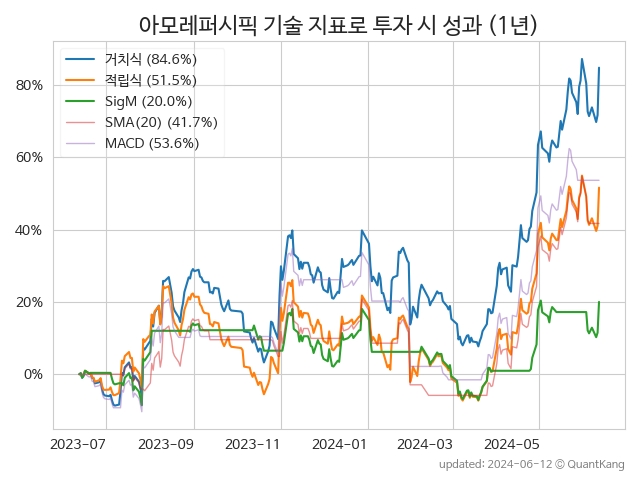 아모레퍼시픽 기술 지표로 투자 시 성과 (1년)
거치식 (84.6%)
적립식 (51.5%)
SigM (20.0%)
SMA(20) (41.7%)
MACD (53.6%)
80%
60%
40%
20%
0%
2023-07 2023-09 2023-11 2024-01 2024-03 2024-05
updated: 2024-06-12 © QuantKang